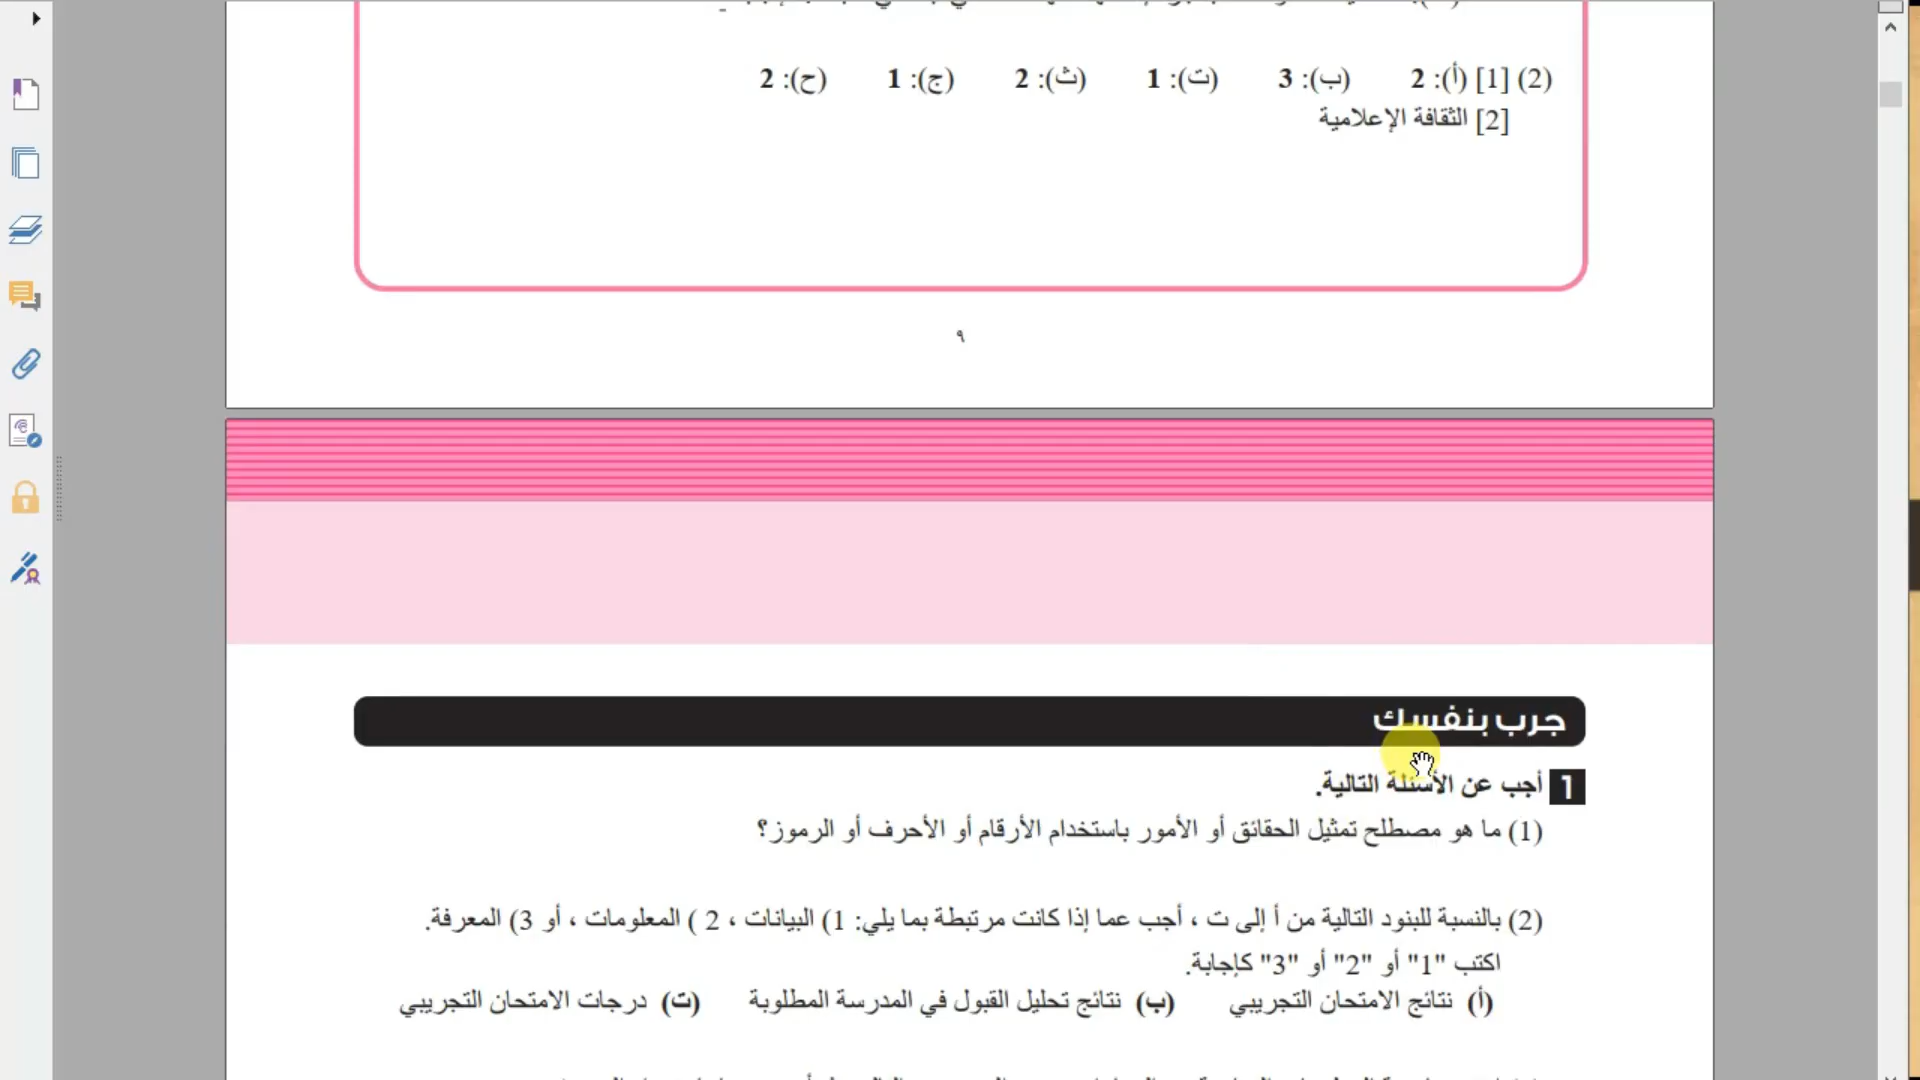 (2) [1] (أ): 2 (ب): 3 (ت): 1 (ث): 2 (ج): 1 (ح): 2
[2] الثقافة الإعلامية
٩
جرب بنفسك
1 أجب عن الأسئلة التالية.
(1) ما هو مصطلح تمثيل الحقائق أو الأمور باستخدام الأرقام أو الأحرف أو الرموز؟
(2) بالنسبة للبنود التالية من أ إلى ت ، أجب عما إذا كانت مرتبطة بما يلي: 1) البيانات ، 2 ) المعلومات ، أو 3) المعرفة.
اكتب "1" أو "2" أو "3" كإجابة.
(أ) نتائج الامتحان التجريبي (ب) نتائج تحليل القبول في المدرسة المطلوبة (ت) درجات الامتحان التجريبي